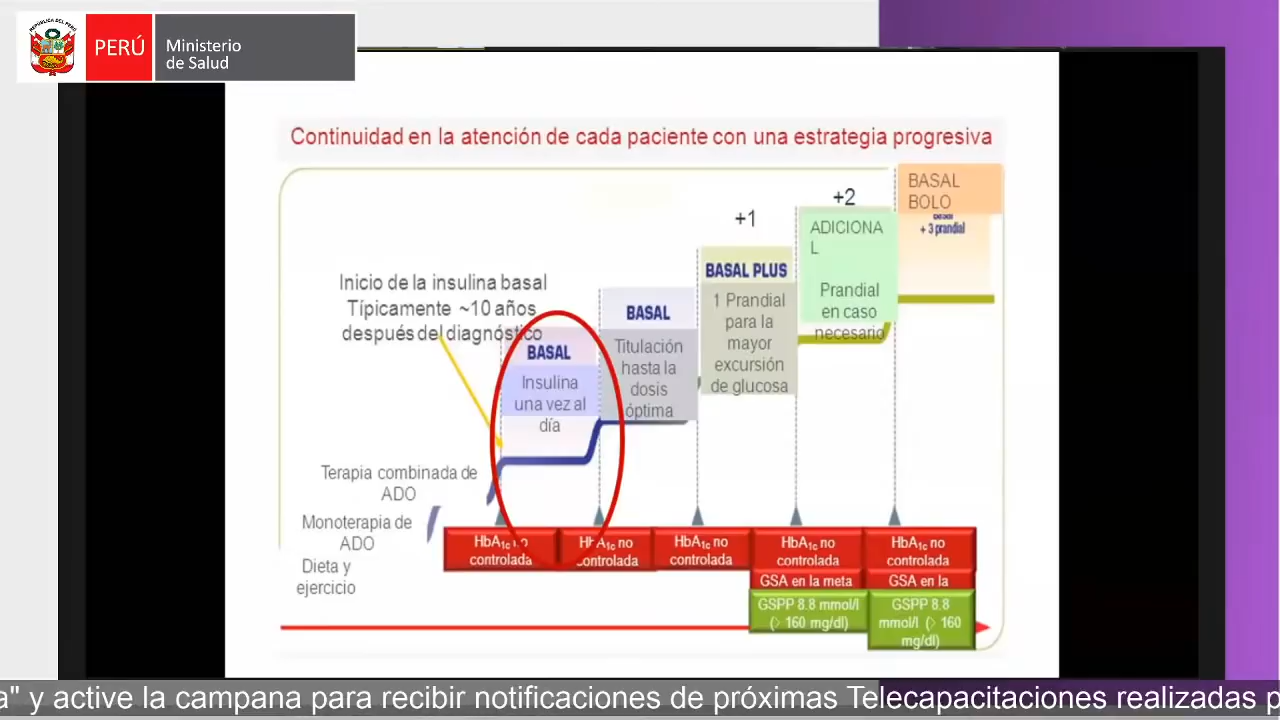 REPÚBLICA DEL PERÚ
PERÚ
Ministerio
de Salud
Continuidad en la atención de cada paciente con una estrategia progresiva
BASAL
BOLO
+ 3 prandial
+2
ADICIONA
L
Prandial
en caso
necesario
+1
BASAL PLUS
1 Prandial
para la
mayor
excursión
de glucosa
BASAL
Titulación
hasta la
dosis
óptima
Inicio de la insulina basal
Típicamente ~10 años
después del diagnóstico
BASAL
Insulina
una vez al
día
Terapia combinada de
ADO
Monoterapia de
ADO
Dieta y
ejercicio
HbA1c no
controlada
HbA1c no
controlada
HbA1c no
controlada
HbA1c no
controlada
HbA1c no
controlada
GSA en la meta
GSA en la
GSPP 8.8 mmol/l
(> 160 mg/dl)
GSPP 8.8
mmol/l (> 160
mg/dl)
a" y active la campana para recibir notificaciones de próximas Telecapacitaciones realizadas p